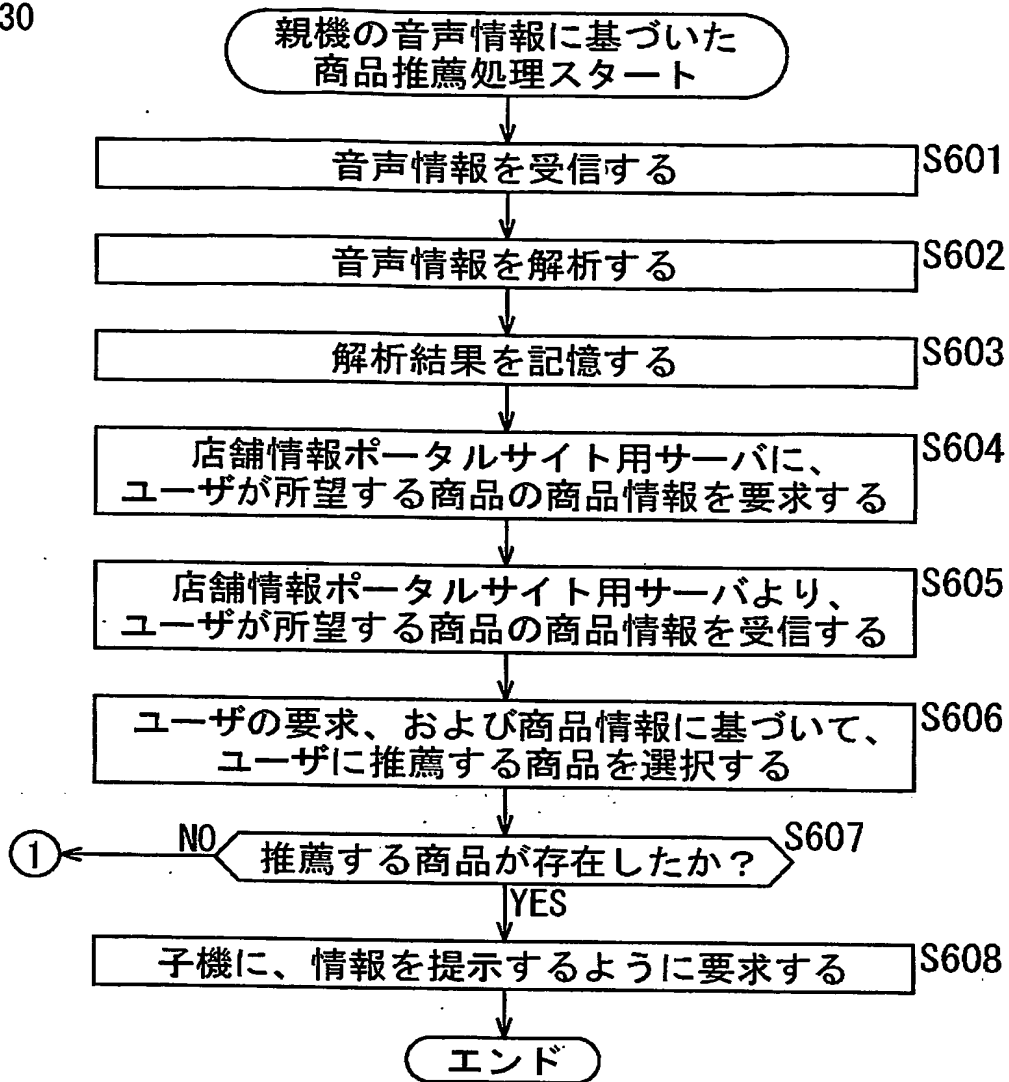 30
親機の音声情報に基づいた
商品推薦処理スタート
音声情報を受信する
S601
音声情報を解析する
S602
解析結果を記憶する
S603
店舗情報ポータルサイト用サーバに、
ユーザが所望する商品の商品情報を要求する
S604
店舗情報ポータルサイト用サーバより、
ユーザが所望する商品の商品情報を受信する
S605
ユーザの要求、および商品情報に基づいて、
ユーザに推薦する商品を選択する
S606
推薦する商品が存在したか？
S607
NO
1
YES
子機に、情報を提示するように要求する
S608
エンド